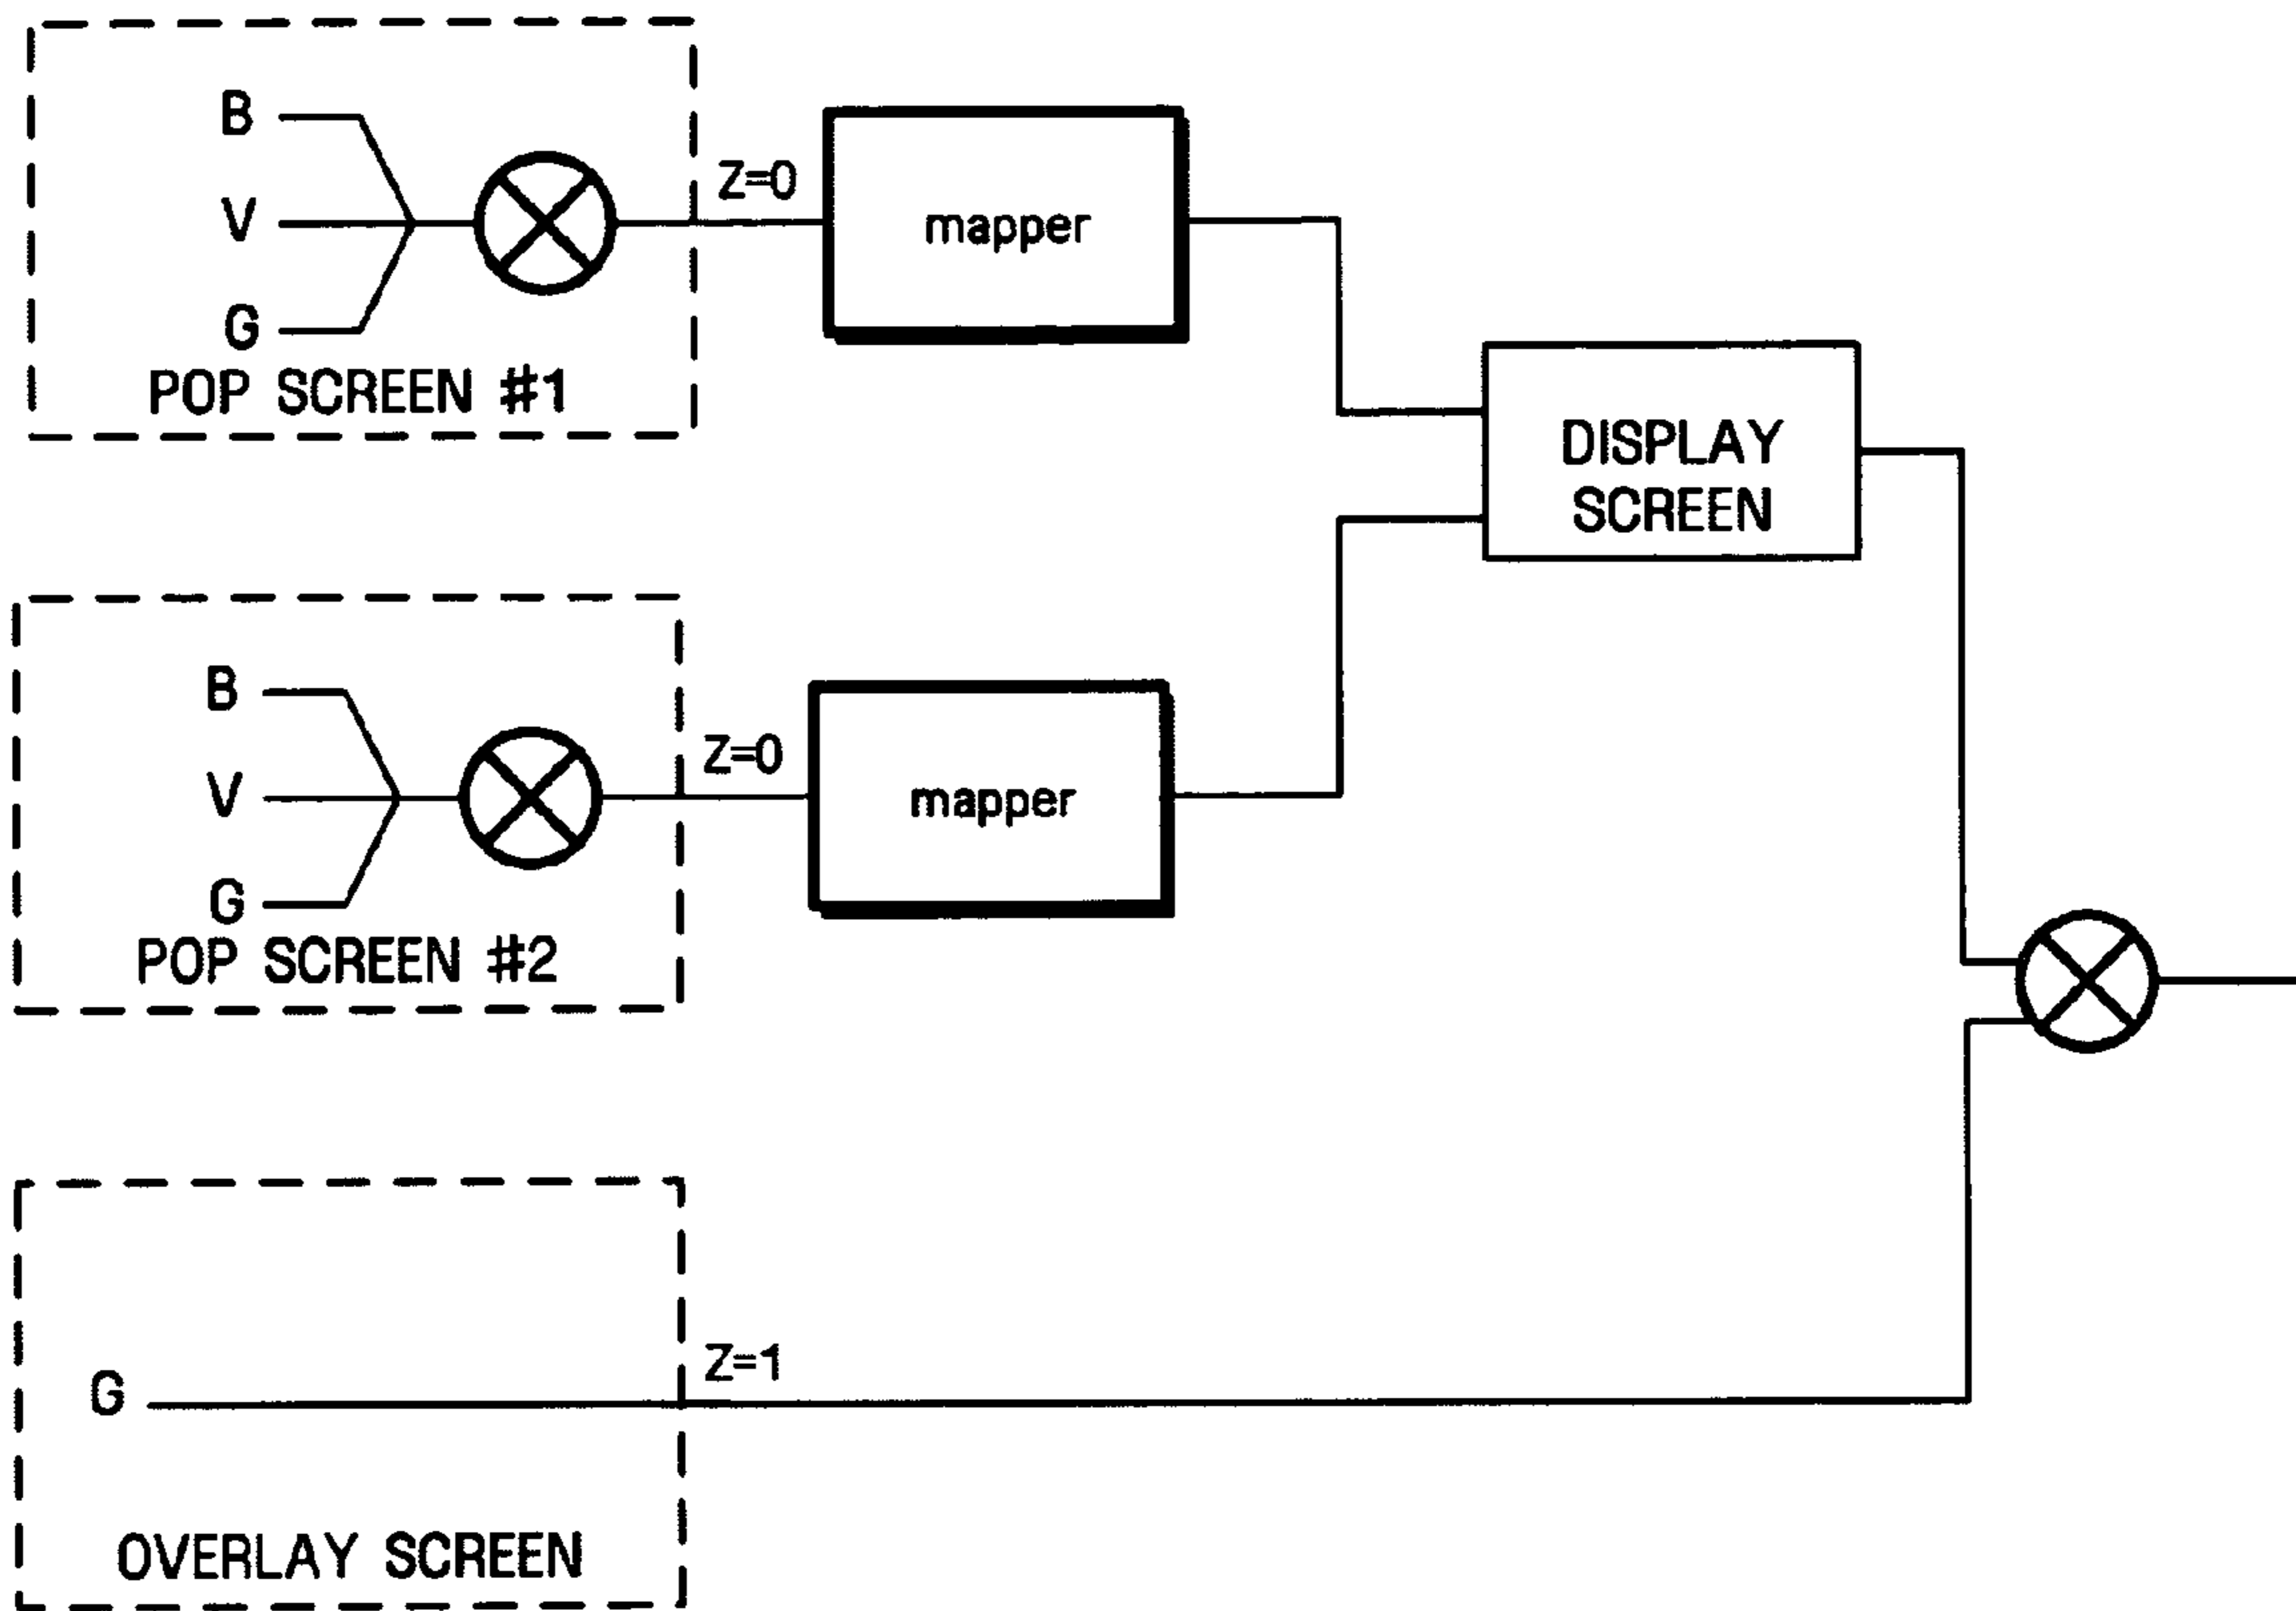 B
V
G
POP SCREEN #1
Z=0
mapper
DISPLAY
SCREEN
B
V
G
POP SCREEN #2
Z=0
mapper
G
Z=1
OVERLAY SCREEN